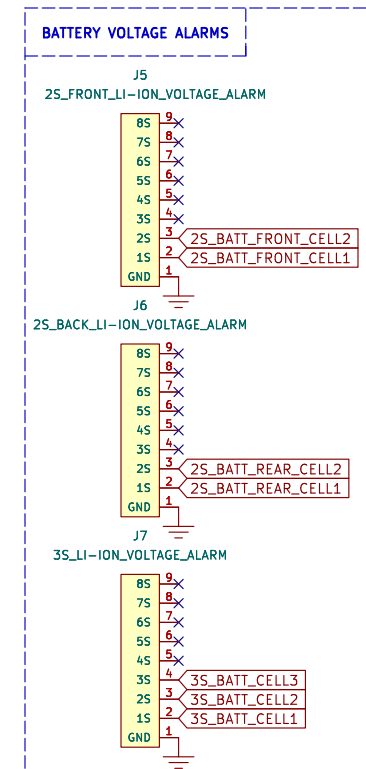 BATTERY VOLTAGE ALARMS
J5
2S_FRONT_LI-ION_VOLTAGE_ALARM
8S 9
7S 8
6S 7
5S 6
4S 5
3S 4
2S 3 2S_BATT_FRONT_CELL2
1S 2 2S_BATT_FRONT_CELL1
GND 1
J6
2S_BACK_LI-ION_VOLTAGE_ALARM
8S 9
7S 8
6S 7
5S 6
4S 5
3S 4
2S 3 2S_BATT_REAR_CELL2
1S 2 2S_BATT_REAR_CELL1
GND 1
J7
3S_LI-ION_VOLTAGE_ALARM
8S 9
7S 8
6S 7
5S 6
4S 5
3S 4 3S_BATT_CELL3
2S 3 3S_BATT_CELL2
1S 2 3S_BATT_CELL1
GND 1